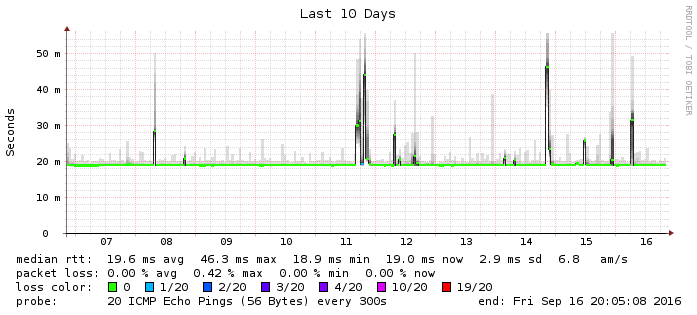 Last 10 Days
RRDTOOL / TOBI OETIKER
Seconds
50 m
40 m
30 m
20 m
10 m
0
07 08 09 10 11 12 13 14 15 16
median rtt: 19.6 ms avg 46.3 ms max 18.9 ms min 19.0 ms now 2.9 ms sd 6.8 am/s
packet loss: 0.00 % avg 0.42 % max 0.00 % min 0.00 % now
loss color: 0 1/20 2/20 3/20 4/20 10/20 19/20
probe: 20 ICMP Echo Pings (56 Bytes) every 300s end: Fri Sep 16 20:05:08 2016